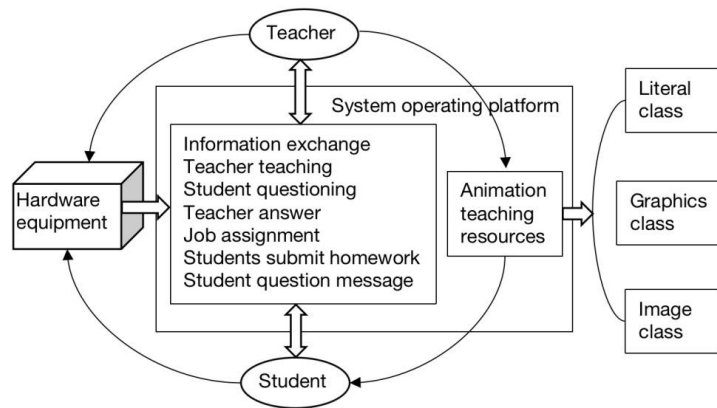 Teacher
System operating platform
Information exchange
Teacher teaching
Student questioning
Teacher answer
Job assignment
Students submit homework
Student question message
Hardware
equipment
Animation
teaching
resources
Literal
class
Graphics
class
Image
class
Student